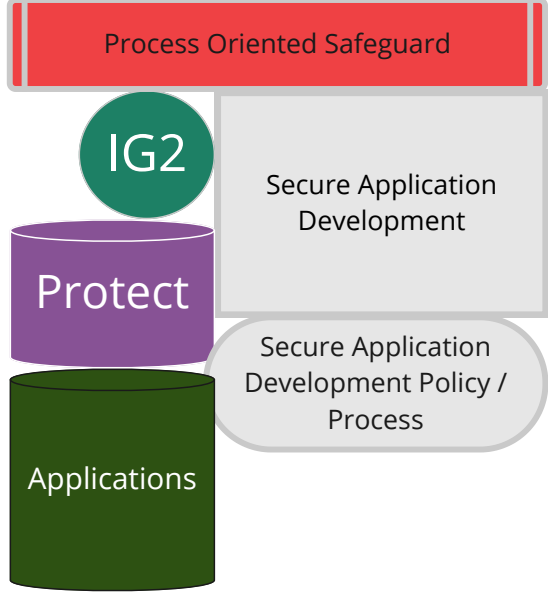 Process Oriented Safeguard
IG2
Secure Application
Development
Protect
Secure Application
Development Policy /
Process
Applications